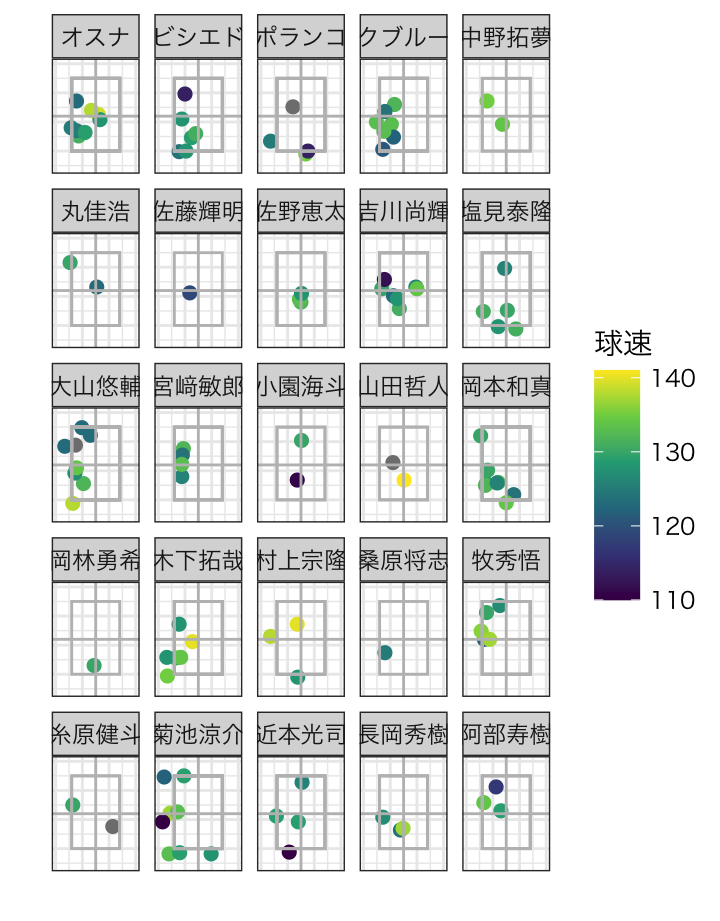 オスナ
ビシエド
ポランコ
クブルー
中野拓夢
丸佳浩
佐藤輝明
佐野恵太
吉川尚輝
塩見泰隆
大山悠輔
宮﨑敏郎
小園海斗
山田哲人
岡本和真
岡林勇希
木下拓哉
村上宗隆
桑原将志
牧秀悟
糸原健斗
菊池涼介
近本光司
長岡秀樹
阿部寿樹
球速
140
130
120
110